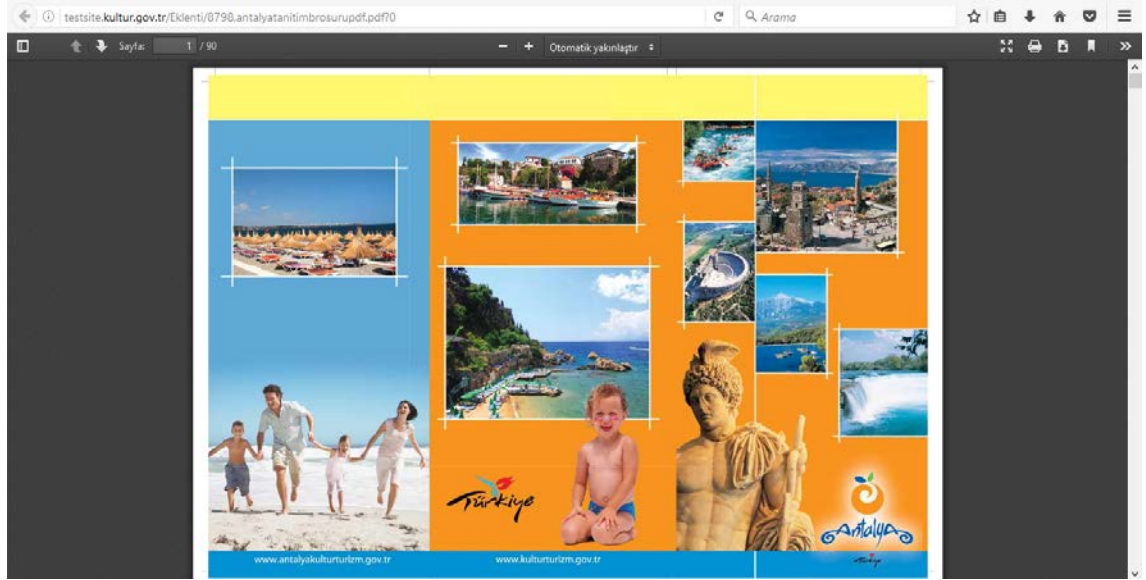 testsite.kultur.gov.tr/Eklenti/8798,antalyatanitimbrosurupdf.pdf?0
Arama
Sayfa: 1 / 90
Otomatik yakınlaştır
Türkiye
Antalya
www.antalyakulturturizm.gov.tr
www.kulturturizm.gov.tr
Türkiye